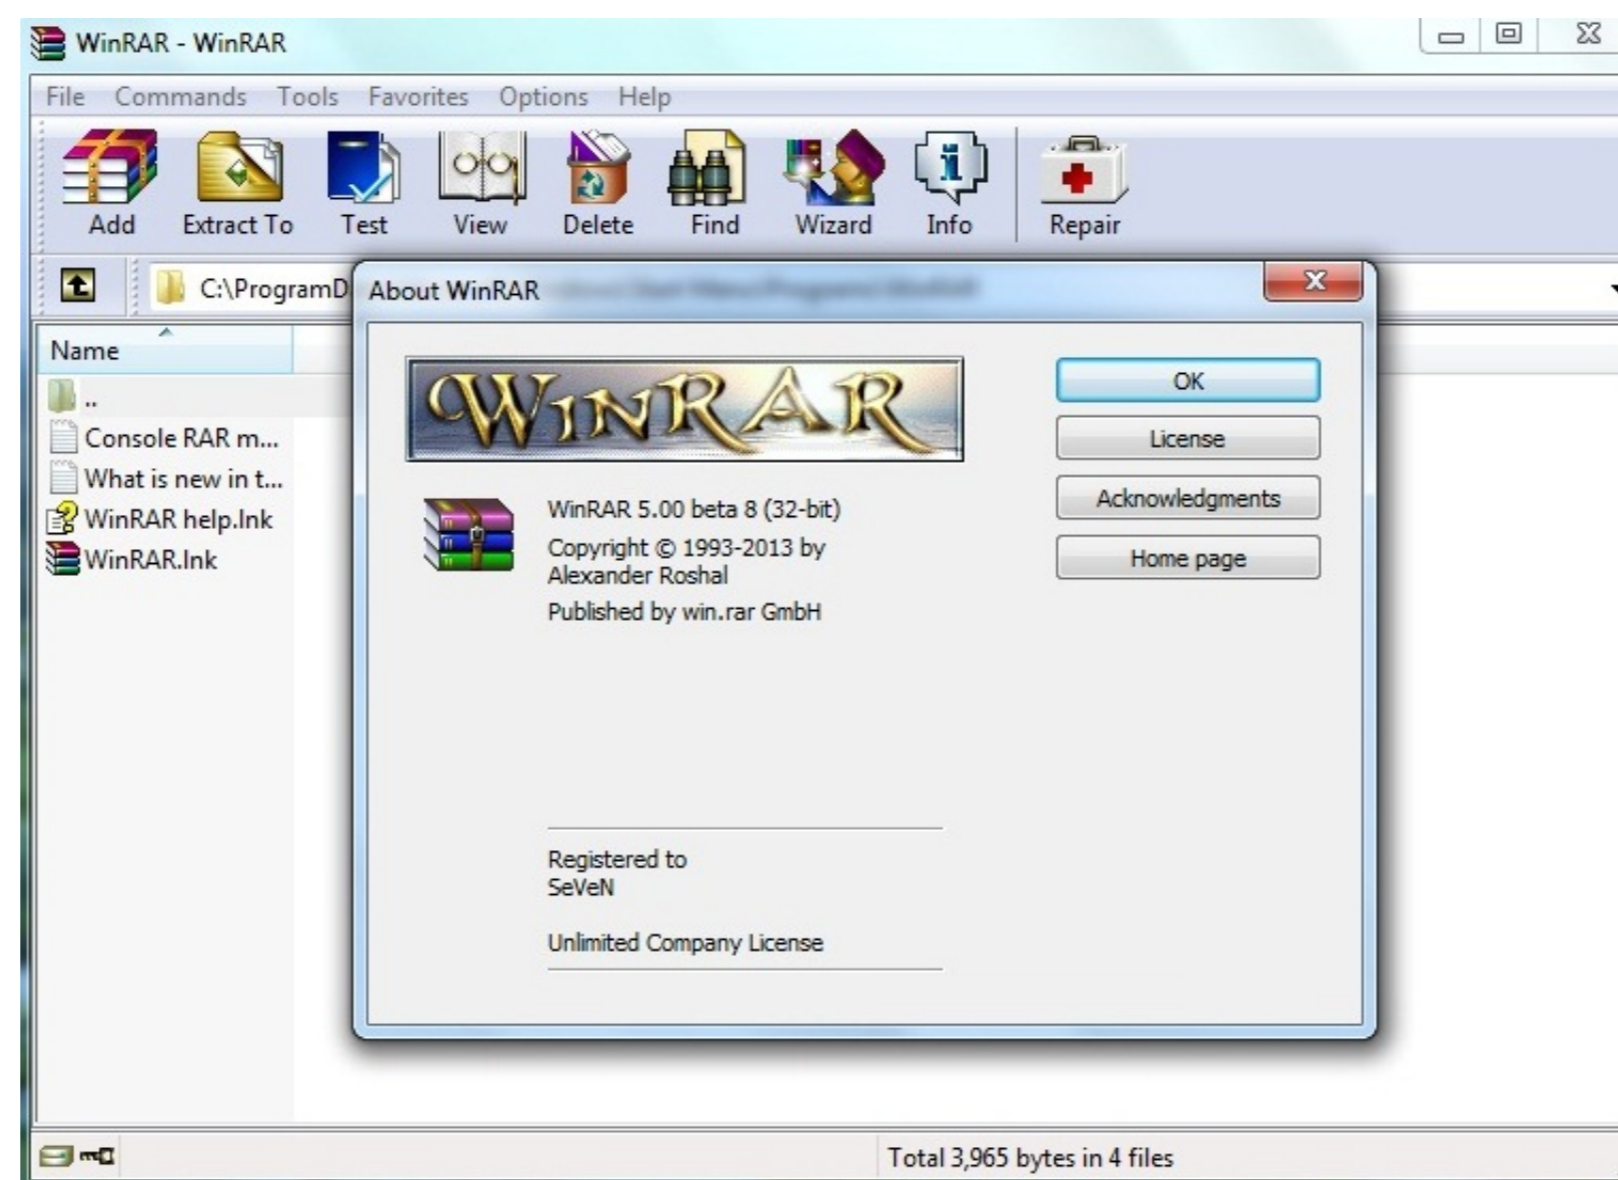 WinRAR - WinRAR
File Commands Tools Favorites Options Help
Add Extract To Test View Delete Find Wizard Info Repair
C:\ProgramD
About WinRAR
Name
..
Console RAR m...
What is new in t...
WinRAR help.lnk
WinRAR.lnk
WINRAR
OK
License
Acknowledgments
Home page
WinRAR 5.00 beta 8 (32-bit)
Copyright © 1993-2013 by
Alexander Roshal
Published by win.rar GmbH
Registered to
SeVeN
Unlimited Company License
Total 3,965 bytes in 4 files